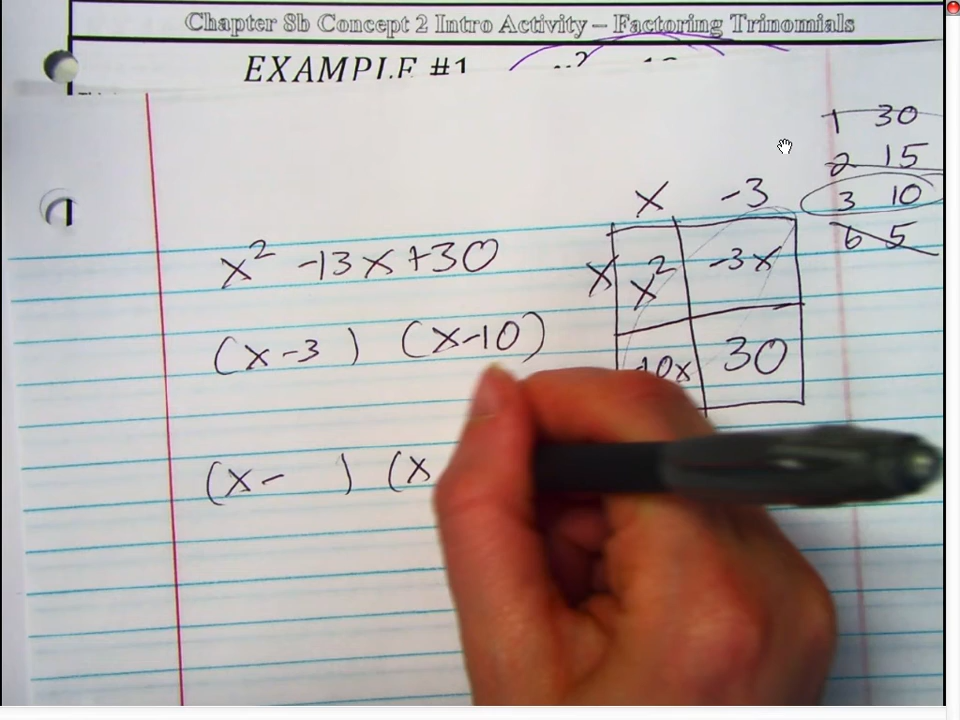 Chapter 8b Concept 2 Intro Activity – Factoring Trinomials
EXAMPLE #1
1 30
2 15
3 10
6 5
x -3
x² -13x +30
x x² -3x
(x -3 ) (x-10)
-10x 30
(x - ) (x